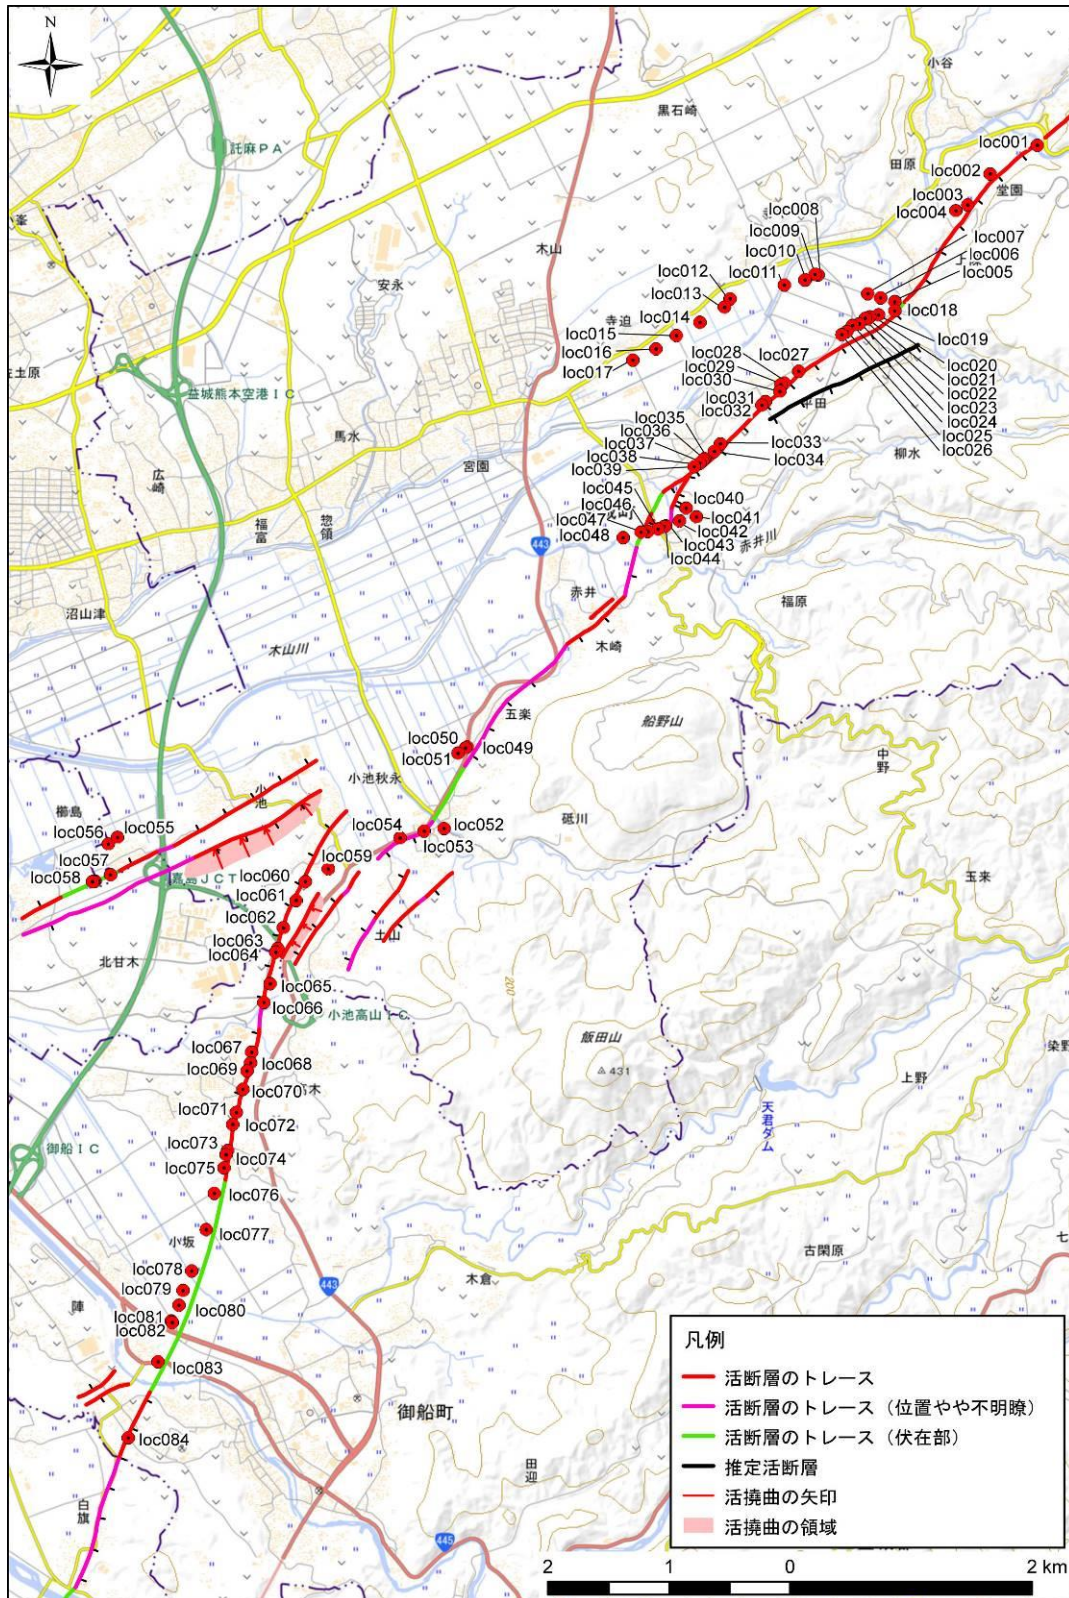 N
小谷
黒石崎
loc001
田原
託麻PA
loc002
堂園
loc003
loc004
峯
loc008
loc009
loc007
木山
loc010
loc006
loc012
loc011
loc005
安永
loc013
寺迫
loc014
loc018
loc015
loc028
loc027
loc019
loc016
loc029
loc020
loc017
loc030
loc021
益城熊本空港IC
loc022
loc031
loc023
loc032
平田
loc024
loc035
loc025
馬水
loc036
loc033
loc026
loc037
柳水
宮園
loc038
loc034
loc039
広崎
loc045
loc040
loc046
loc041
福富
惣領
loc047
loc042
loc048
443
loc043
赤井川
loc044
赤井
福原
沼山津
木山川
木崎
五楽
船野山
loc050
loc049
中野
loc051
小池秋永
小池
櫛島
loc056
loc055
loc054
loc052
砥川
loc053
loc057
loc059
loc058
嘉島JCT
loc060
玉来
loc061
loc062
土山
loc063
北甘木
loc064
loc065
200
loc066
小池高山IC
飯田山
431
loc067
loc068
染野
loc069
上野
loc070
木
loc071
天君ダム
loc072
loc073
御船IC
loc074
loc075
loc076
七
小坂
loc077
古閑原
loc078
木倉
443
loc079
陣
loc080
loc081
loc082
凡例
loc083
活断層のトレース
御船町
活断層のトレース（位置やや不明瞭）
loc084
活断層のトレース（伏在部）
田迎
推定活断層
白旗
活撓曲の矢印
活撓曲の領域
445
2 1 0 2 km